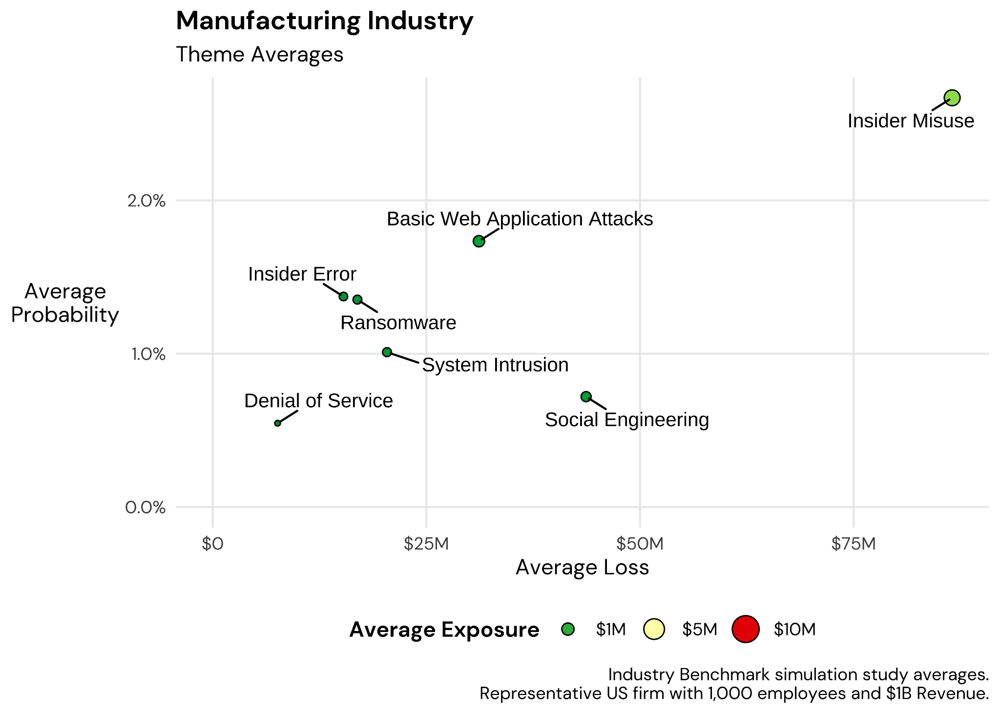 Manufacturing Industry
Theme Averages
Insider Misuse
2.0%
Basic Web Application Attacks
Insider Error
Average
Probability
Ransomware
1.0%
System Intrusion
Denial of Service
Social Engineering
0.0%
$0 $25M $50M $75M
Average Loss
Average Exposure $1M $5M $10M
Industry Benchmark simulation study averages.
Representative US firm with 1,000 employees and $1B Revenue.